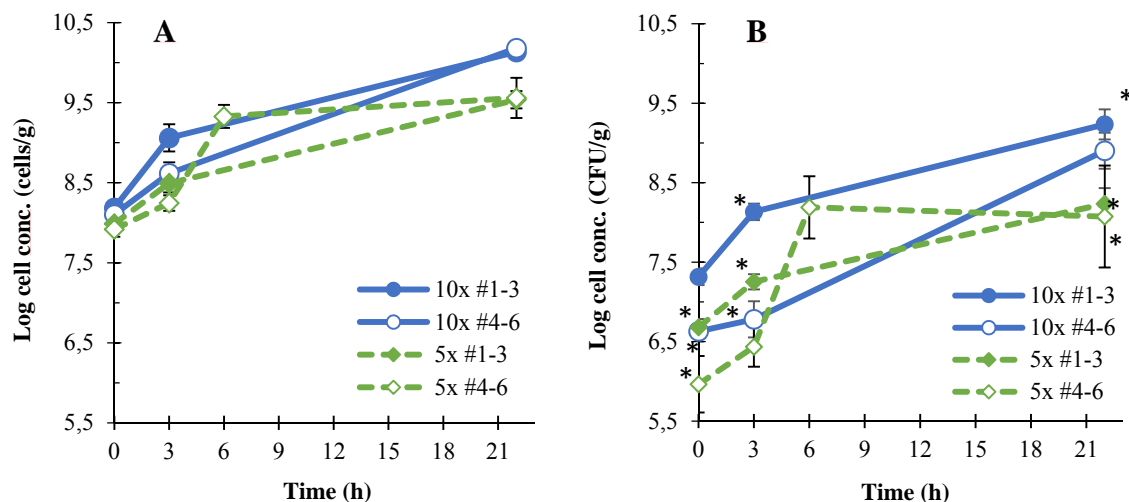 A
Log cell conc. (cells/g)
10,5
9,5
8,5
7,5
6,5
5,5
0 3 6 9 12 15 18 21
Time (h)
10x #1-3
10x #4-6
5x #1-3
5x #4-6
B
Log cell conc. ((CFU/g)
10,5
9,5
8,5
7,5
6,5
5,5
0 3 6 9 12 15 18 21
Time (h)
10x #1-3
10x #4-6
5x #1-3
5x #4-6
*
*
*
*
*
*
*
*
*